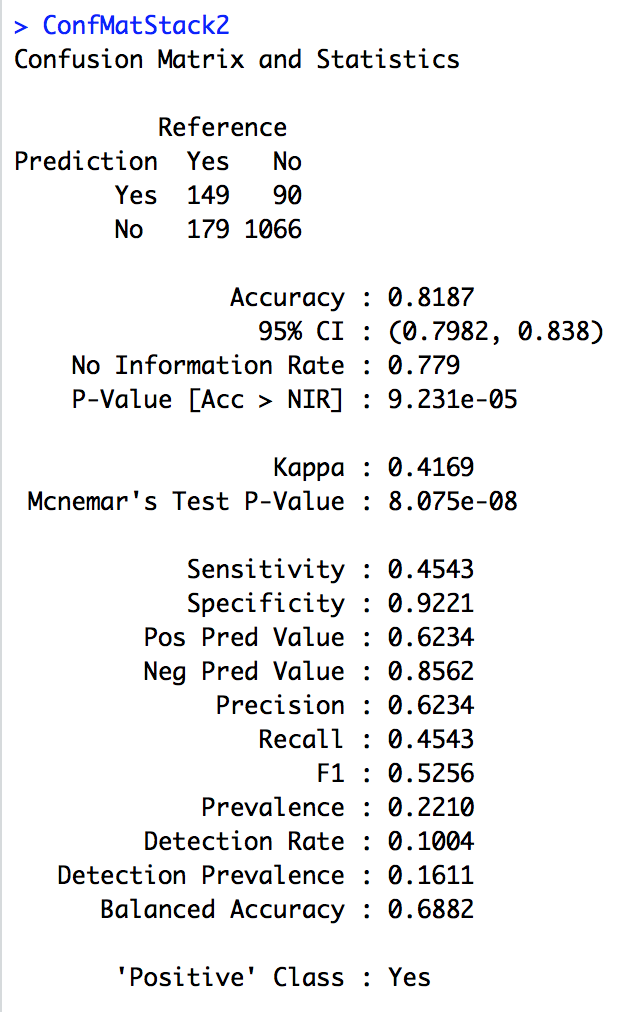 > ConfMatStack2
Confusion Matrix and Statistics
Reference
Prediction Yes No
Yes 149 90
No 179 1066
Accuracy : 0.8187
95% CI : (0.7982, 0.838)
No Information Rate : 0.779
P-Value [Acc > NIR] : 9.231e-05
Kappa : 0.4169
Mcnemar's Test P-Value : 8.075e-08
Sensitivity : 0.4543
Specificity : 0.9221
Pos Pred Value : 0.6234
Neg Pred Value : 0.8562
Precision : 0.6234
Recall : 0.4543
F1 : 0.5256
Prevalence : 0.2210
Detection Rate : 0.1004
Detection Prevalence : 0.1611
Balanced Accuracy : 0.6882
'Positive' Class : Yes